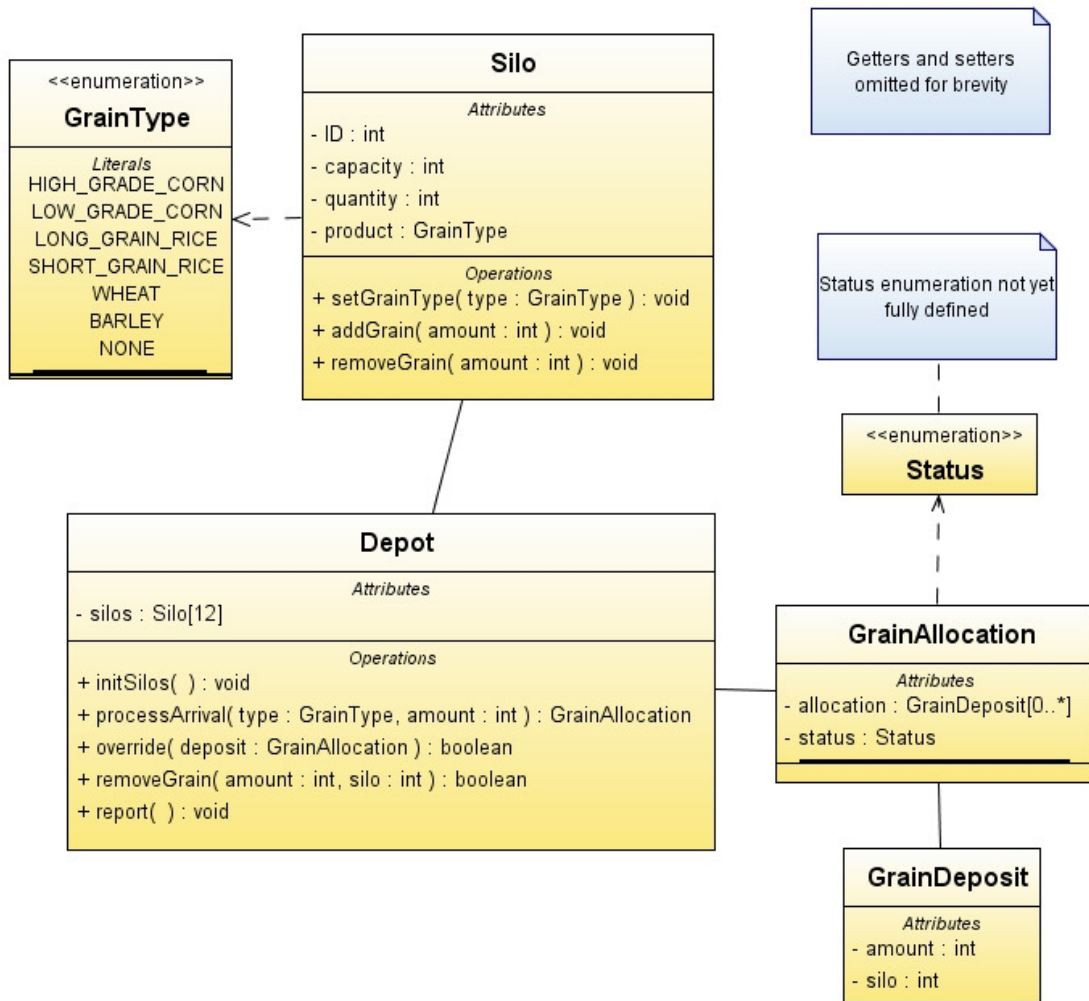 <<enumeration>>
GrainType
Literals
HIGH_GRADE_CORN
LOW_GRADE_CORN
LONG_GRAIN_RICE
SHORT_GRAIN_RICE
WHEAT
BARLEY
NONE
Silo
Attributes
- ID : int
- capacity : int
- quantity : int
- product : GrainType
Operations
+ setGrainType( type : GrainType ) : void
+ addGrain( amount : int ) : void
+ removeGrain( amount : int ) : void
Getters and setters
omitted for brevity
Status enumeration not yet
fully defined
<<enumeration>>
Status
Depot
Attributes
- silos : Silo[12]
Operations
+ initSilos( ) : void
+ processArrival( type : GrainType, amount : int ) : GrainAllocation
+ override( deposit : GrainAllocation ) : boolean
+ removeGrain( amount : int, silo : int ) : boolean
+ report( ) : void
GrainAllocation
Attributes
- allocation : GrainDeposit[0..*]
- status : Status
GrainDeposit
Attributes
- amount : int
- silo : int